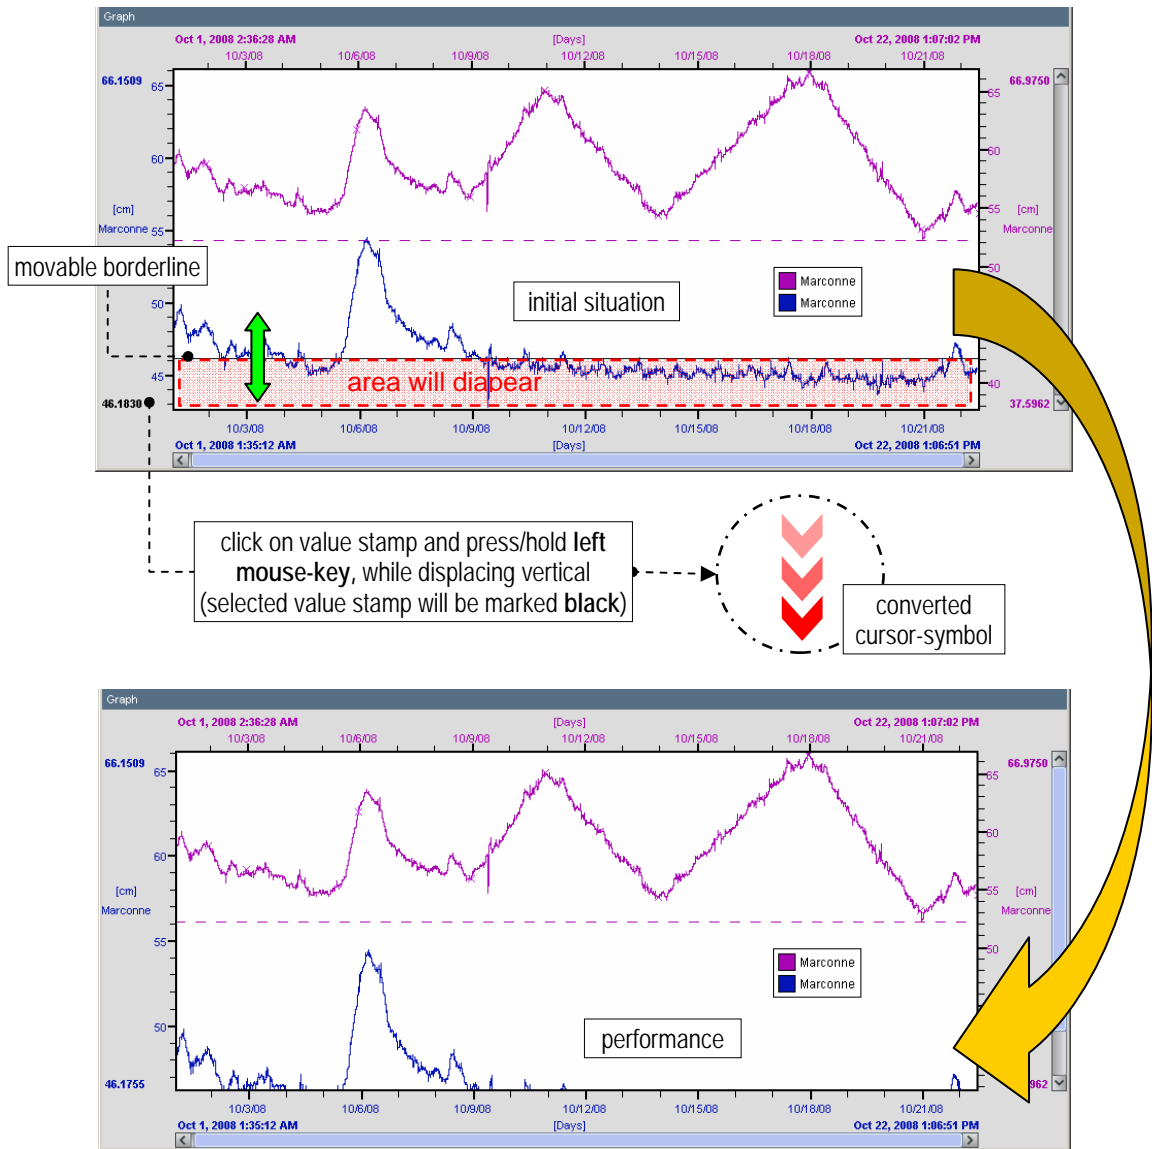 Graph
Oct 1, 2008 2:36:28 AM [Days] Oct 22, 2008 1:07:02 PM
10/3/08 10/6/08 10/9/08 10/12/08 10/15/08 10/18/08 10/21/08
66.1509 65 65 66.9750
60 60
[cm] 55 [cm]
Marconne 55 Marconne
movable borderline
50
initial situation
Marconne
Marconne
50
45
area will diapear
40
46.1830 37.5962
10/3/08 10/6/08 10/9/08 10/12/08 10/15/08 10/18/08 10/21/08
Oct 1, 2008 1:35:12 AM [Days] Oct 22, 2008 1:06:51 PM
click on value stamp and press/hold left
mouse-key, while displacing vertical
(selected value stamp will be marked black)
converted
cursor-symbol
Graph
Oct 1, 2008 2:36:28 AM [Days] Oct 22, 2008 1:07:02 PM
10/3/08 10/6/08 10/9/08 10/12/08 10/15/08 10/18/08 10/21/08
66.1509 65 65 66.9750
60 60
[cm] 55 [cm]
Marconne Marconne
55 50
Marconne
Marconne
50
performance
46.1755 962
10/3/08 10/6/08 10/9/08 10/12/08 10/15/08 10/18/08 10/21/08
Oct 1, 2008 1:35:12 AM [Days] Oct 22, 2008 1:06:51 PM